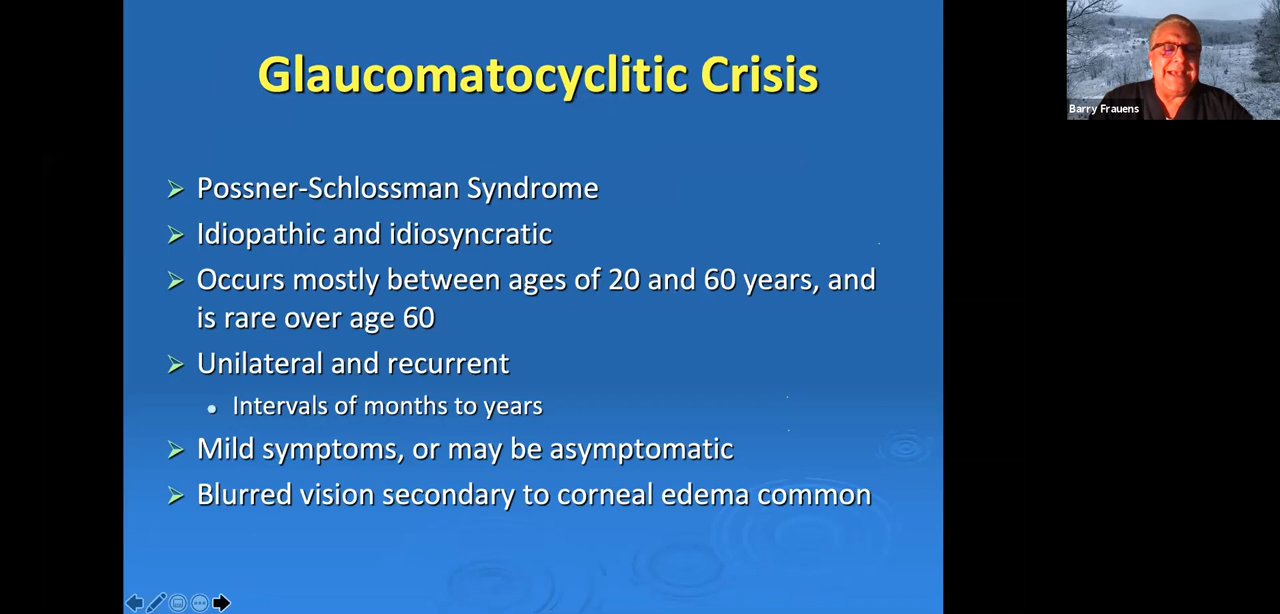 Glaucomatocyclitic Crisis
Possner-Schlossman Syndrome
Idiopathic and idiosyncratic
Occurs mostly between ages of 20 and 60 years, and
is rare over age 60
Unilateral and recurrent
Intervals of months to years
Mild symptoms, or may be asymptomatic
Blurred vision secondary to corneal edema common
Barry Frauens